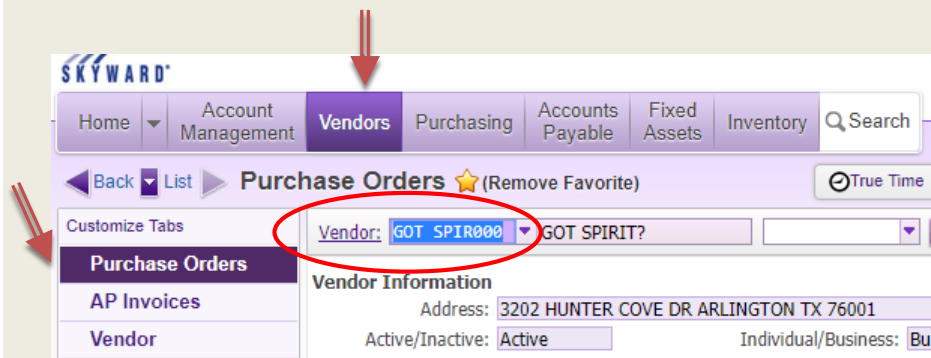 SKYWARD®
Home Account Management Vendors Purchasing Accounts Payable Fixed Assets Inventory Search
Back List Purchase Orders (Remove Favorite) True Time
Customize Tabs
Vendor: GOT SPIR000 GOT SPIRIT?
Purchase Orders
Vendor Information
AP Invoices
Address: 3202 HUNTER COVE DR ARLINGTON TX 76001
Vendor
Active/Inactive: Active Individual/Business: Bu